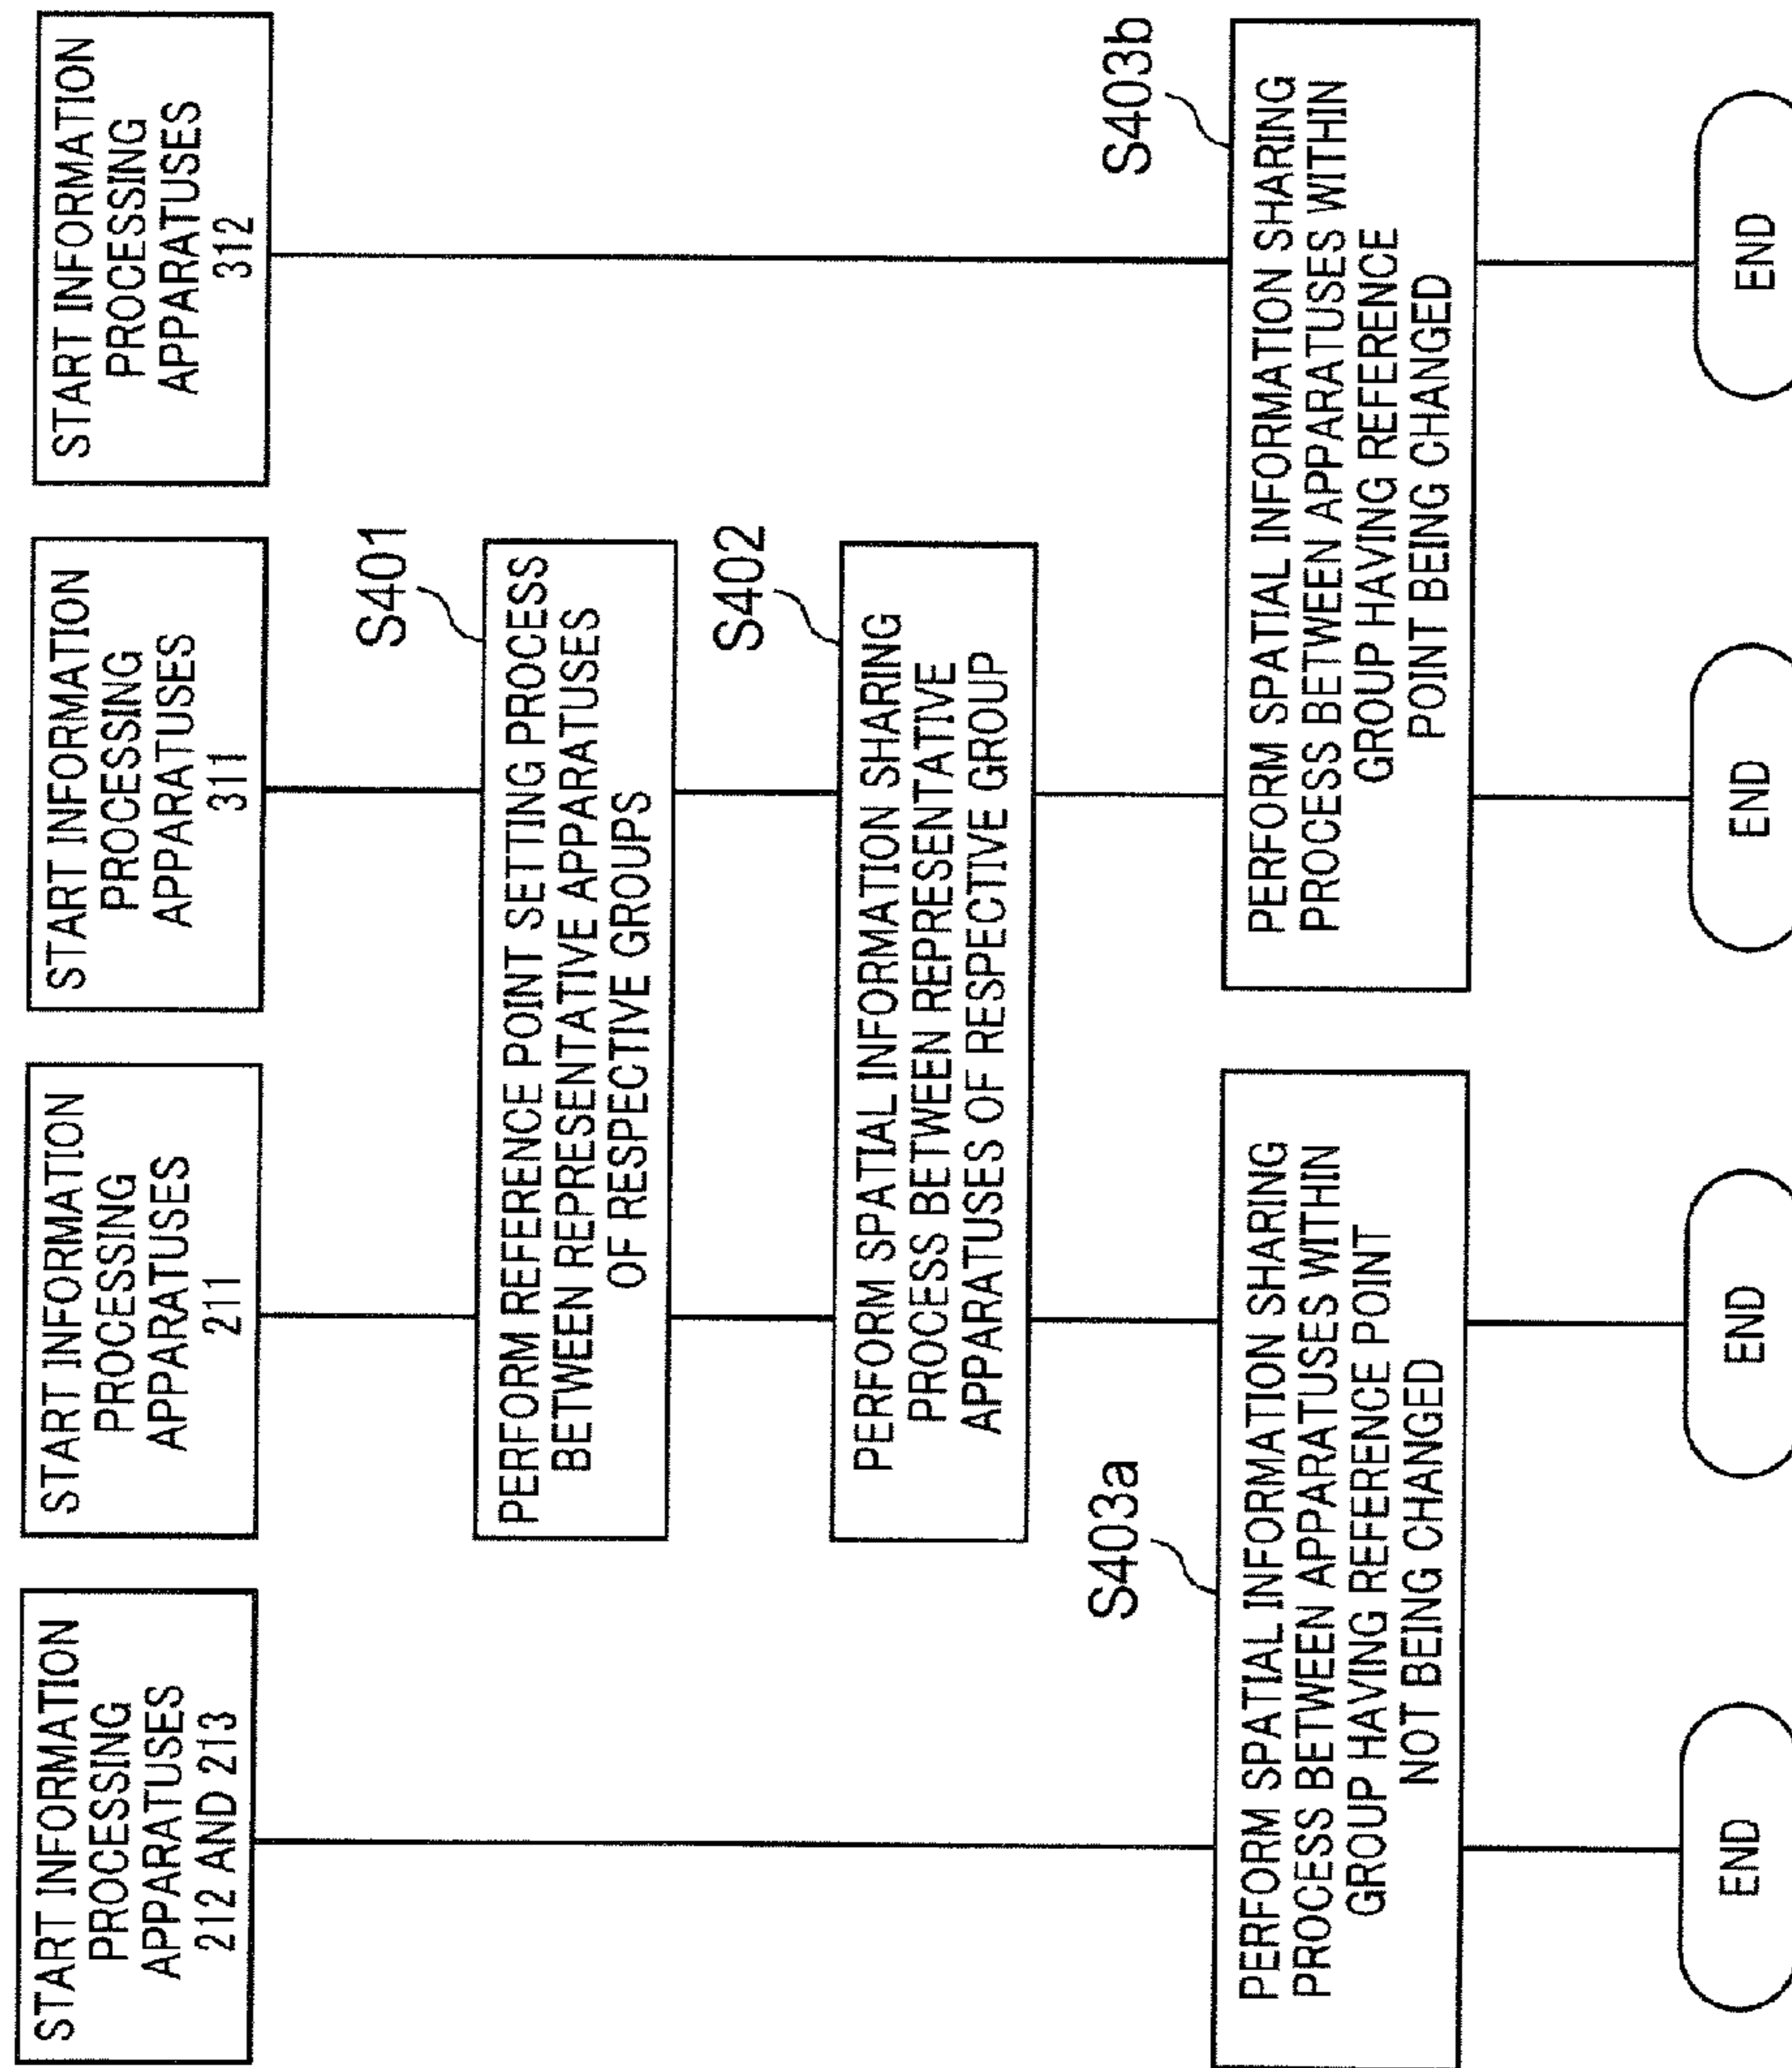 START INFORMATION
PROCESSING
APPARATUSES
212 AND 213
START INFORMATION
PROCESSING
APPARATUSES
211
START INFORMATION
PROCESSING
APPARATUSES
311
START INFORMATION
PROCESSING
APPARATUSES
312
S401
PERFORM REFERENCE POINT SETTING PROCESS
BETWEEN REPRESENTATIVE APPARATUSES
OF RESPECTIVE GROUPS
S402
PERFORM SPATIAL INFORMATION SHARING
PROCESS BETWEEN REPRESENTATIVE
APPARATUSES OF RESPECTIVE GROUP
S403a
PERFORM SPATIAL INFORMATION SHARING
PROCESS BETWEEN APPARATUSES WITHIN
GROUP HAVING REFERENCE POINT
NOT BEING CHANGED
S403b
PERFORM SPATIAL INFORMATION SHARING
PROCESS BETWEEN APPARATUSES WITHIN
GROUP HAVING REFERENCE
POINT BEING CHANGED
END
END
END
END